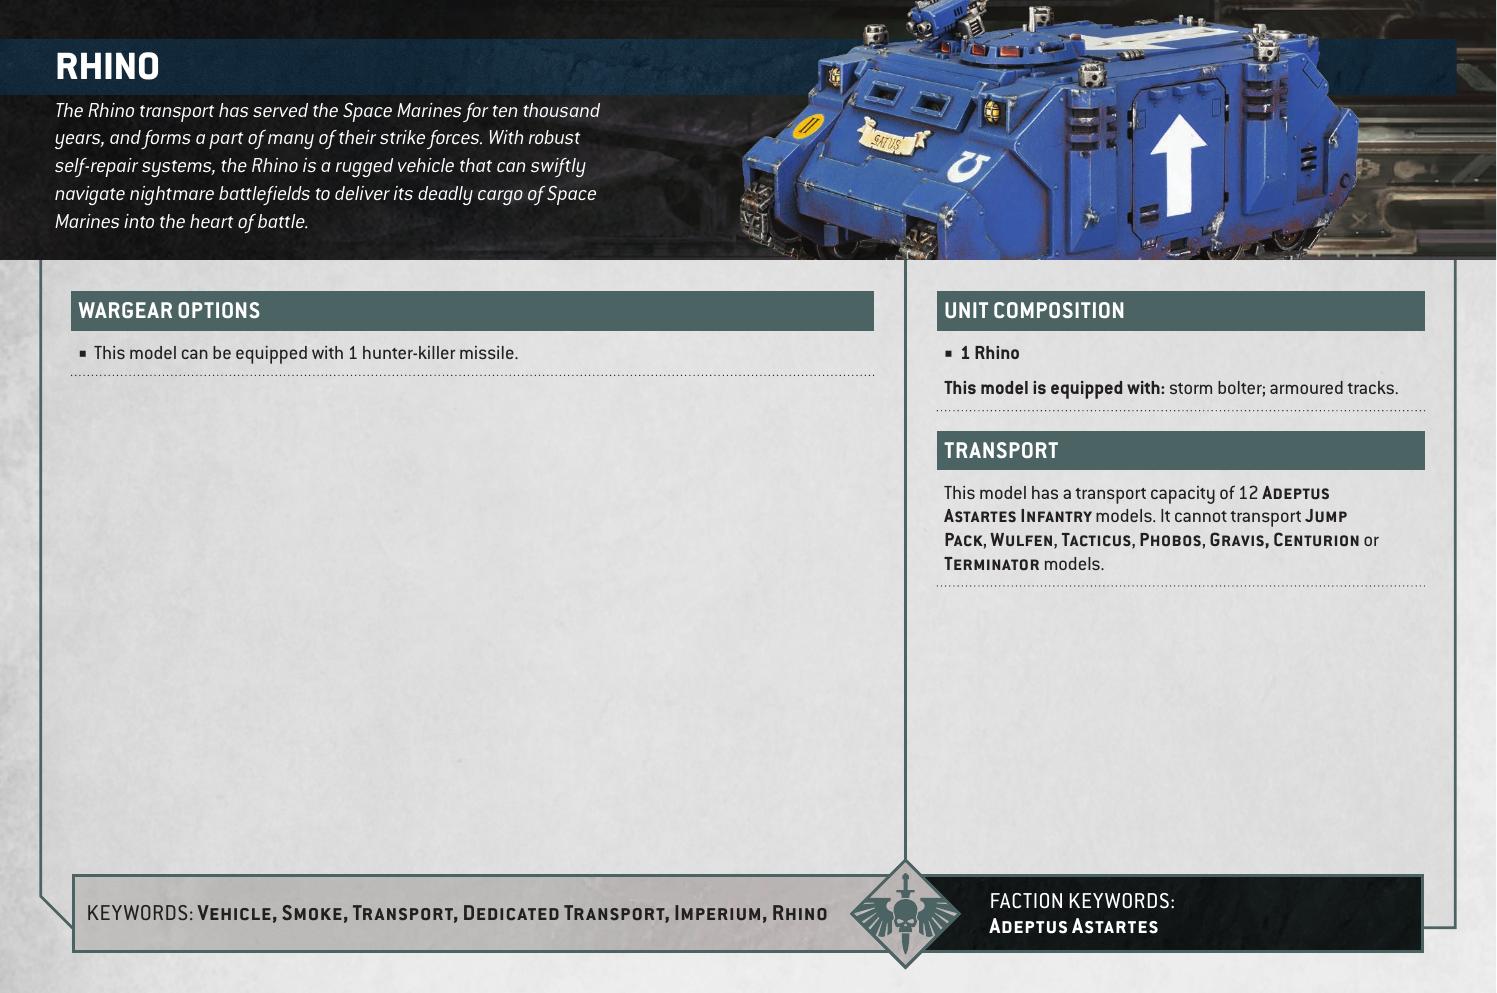 RHINO
The Rhino transport has served the Space Marines for ten thousand
years, and forms a part of many of their strike forces. With robust
self-repair systems, the Rhino is a rugged vehicle that can swiftly
navigate nightmare battlefields to deliver its deadly cargo of Space
Marines into the heart of battle.
II
GAIUS
WARGEAR OPTIONS
▪ This model can be equipped with 1 hunter-killer missile.
UNIT COMPOSITION
▪ 1 Rhino
This model is equipped with: storm bolter; armoured tracks.
TRANSPORT
This model has a transport capacity of 12 ADEPTUS
ASTARTES INFANTRY models. It cannot transport JUMP
PACK, WULFEN, TACTICUS, PHOBOS, GRAVIS, CENTURION or
TERMINATOR models.
KEYWORDS: VEHICLE, SMOKE, TRANSPORT, DEDICATED TRANSPORT, IMPERIUM, RHINO
FACTION KEYWORDS:
ADEPTUS ASTARTES